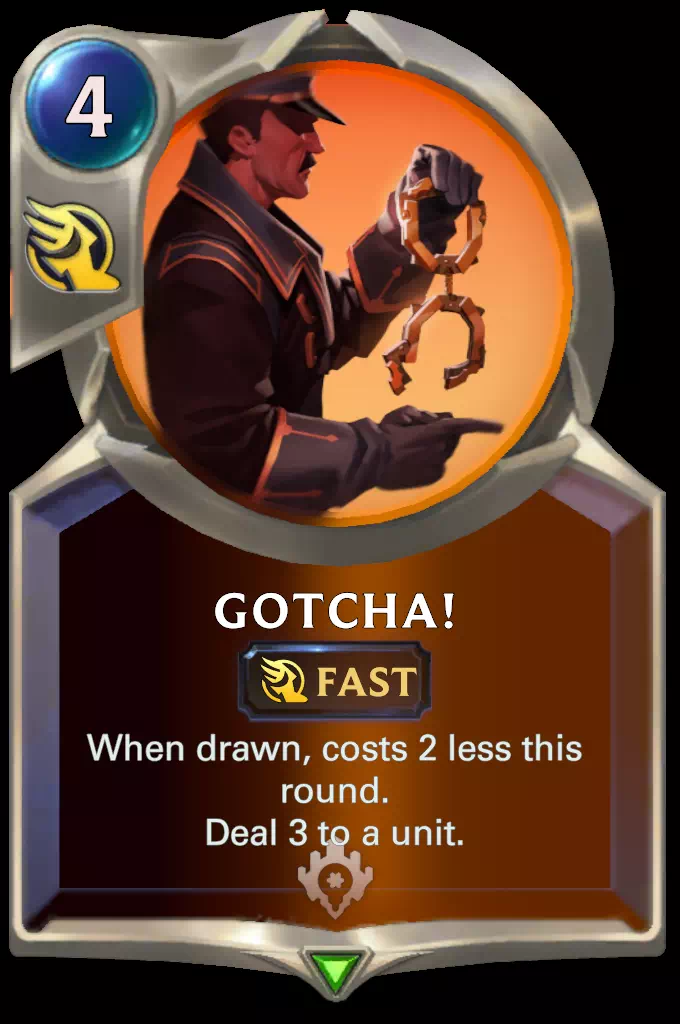 4
GOTCHA!
FAST
When drawn, costs 2 less this
round.
Deal 3 to a unit.